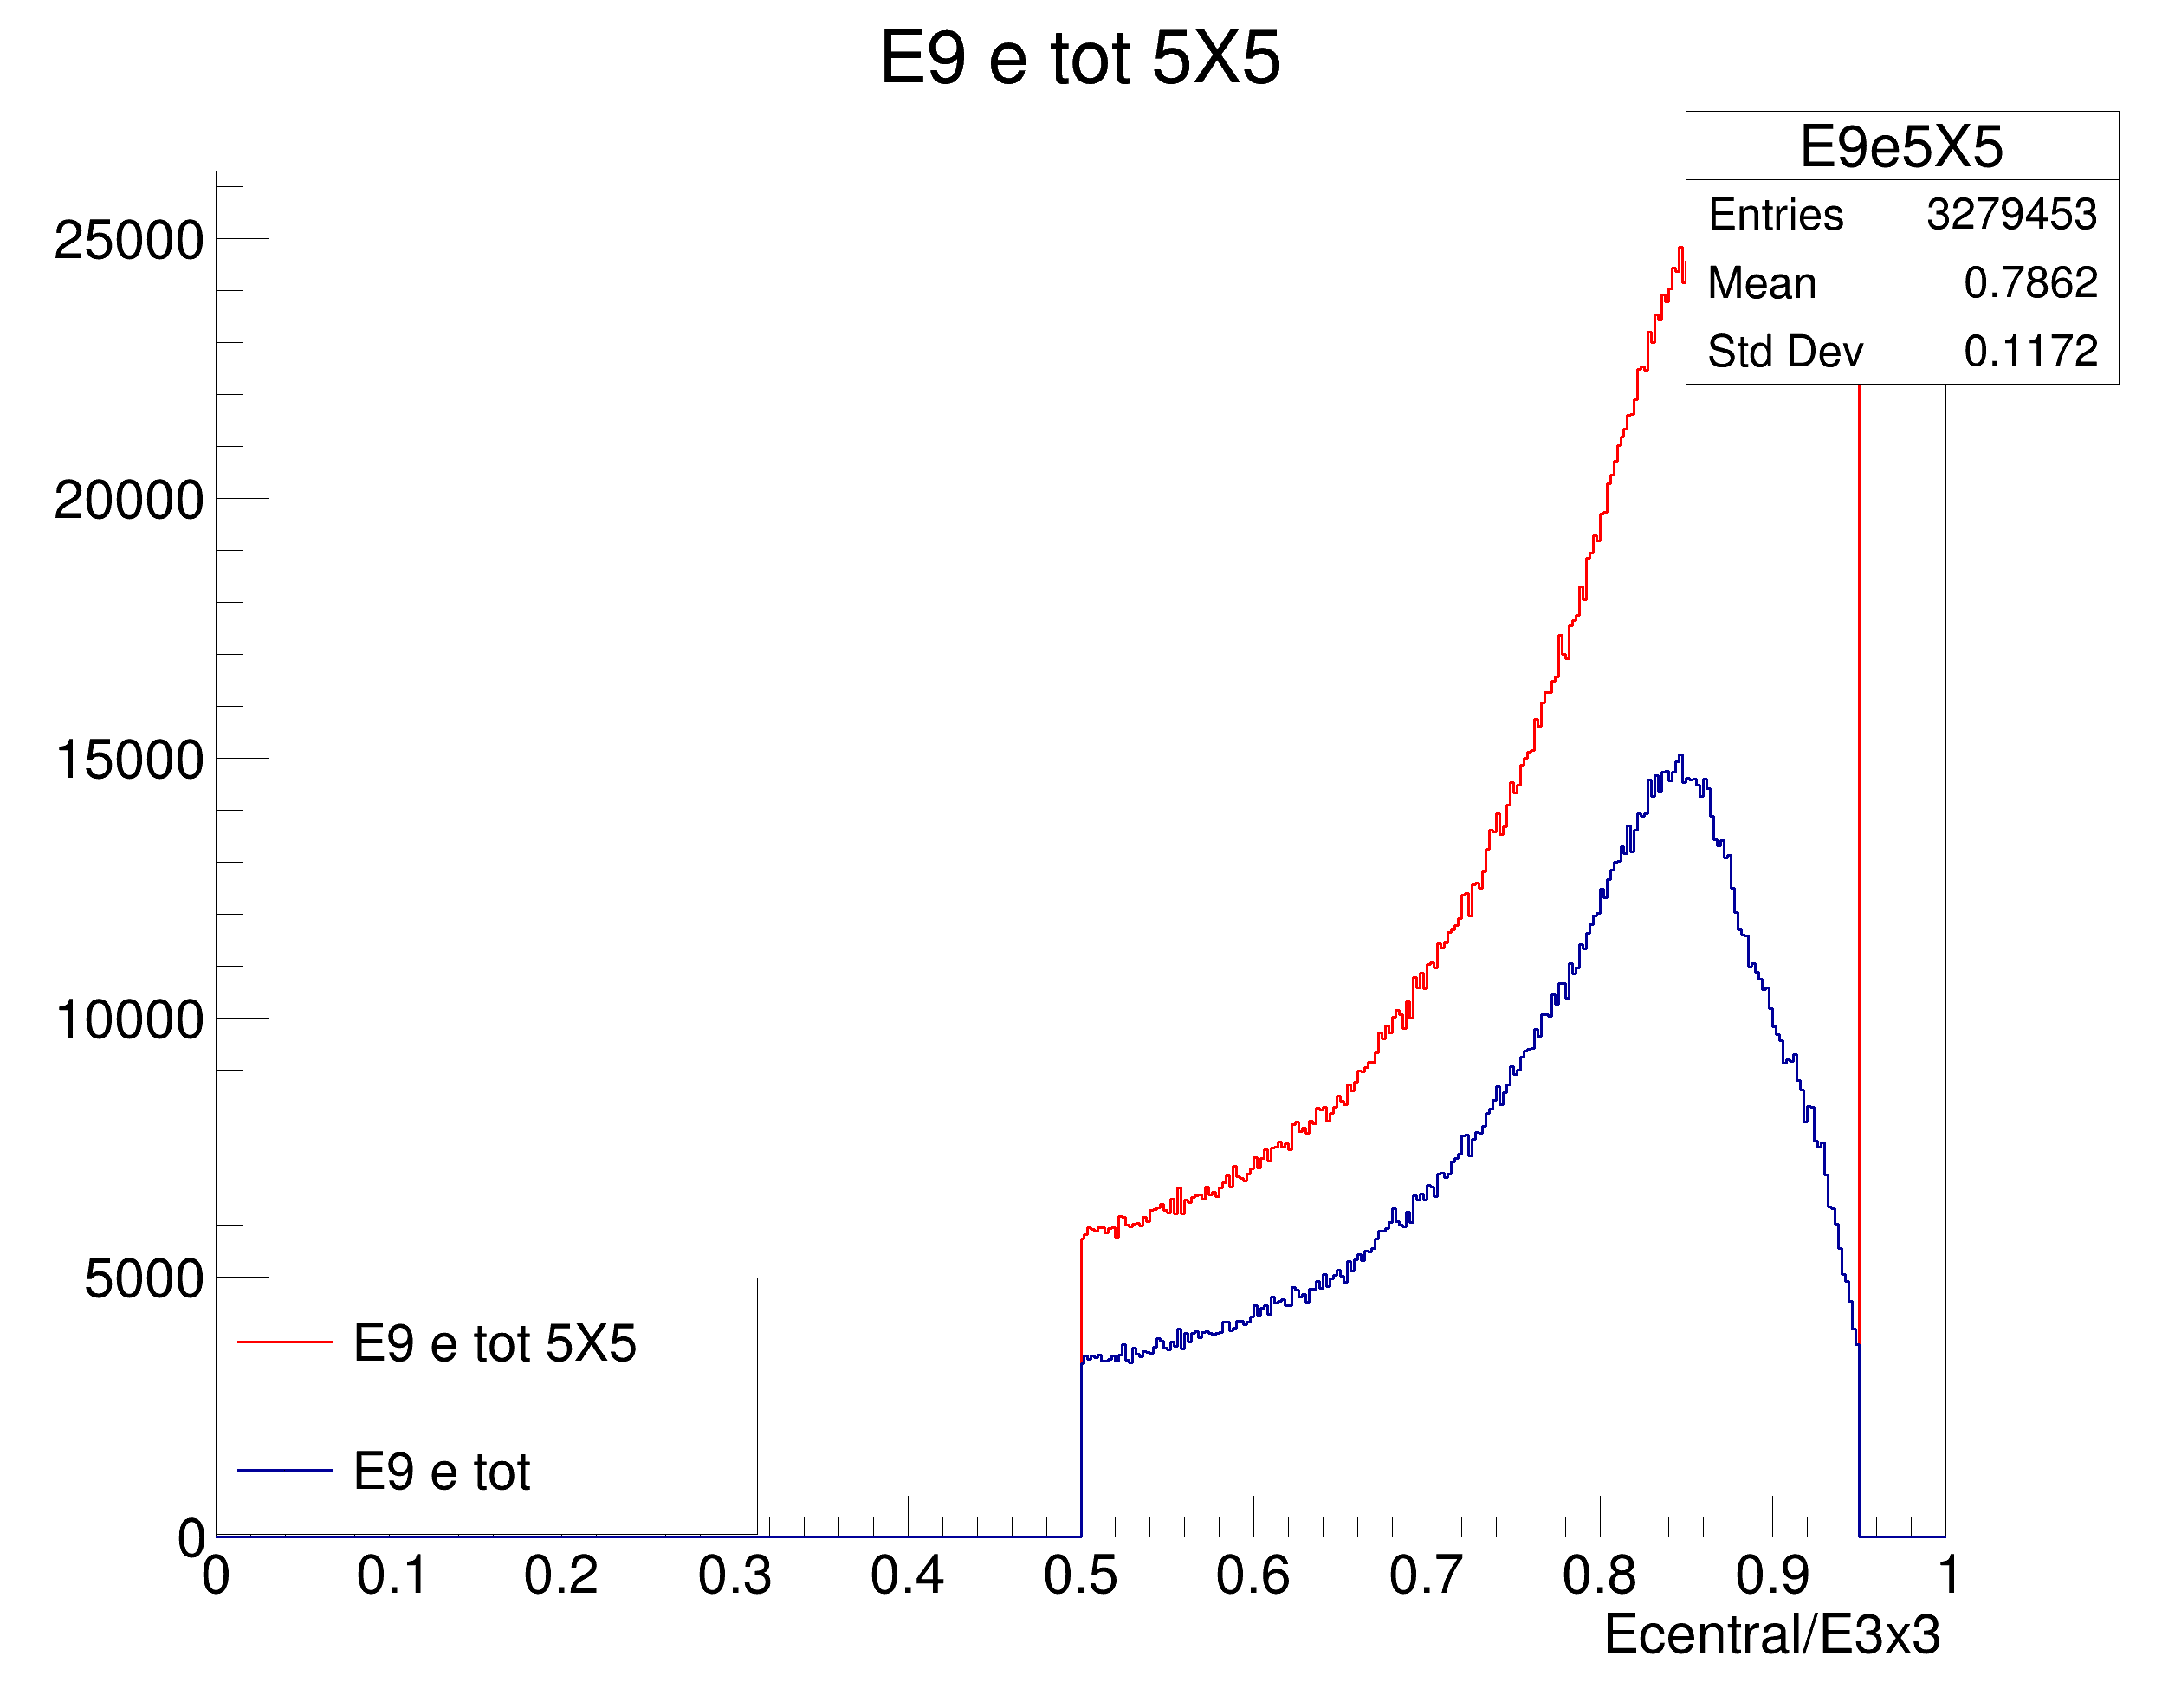 E9 e tot 5X5
E9e5X5
Entries 3279453
Mean 0.7862
Std Dev 0.1172
25000
20000
15000
10000
5000
0
E9 e tot 5X5
E9 e tot
0 0.1 0.2 0.3 0.4 0.5 0.6 0.7 0.8 0.9 1
Ecentral/E3x3